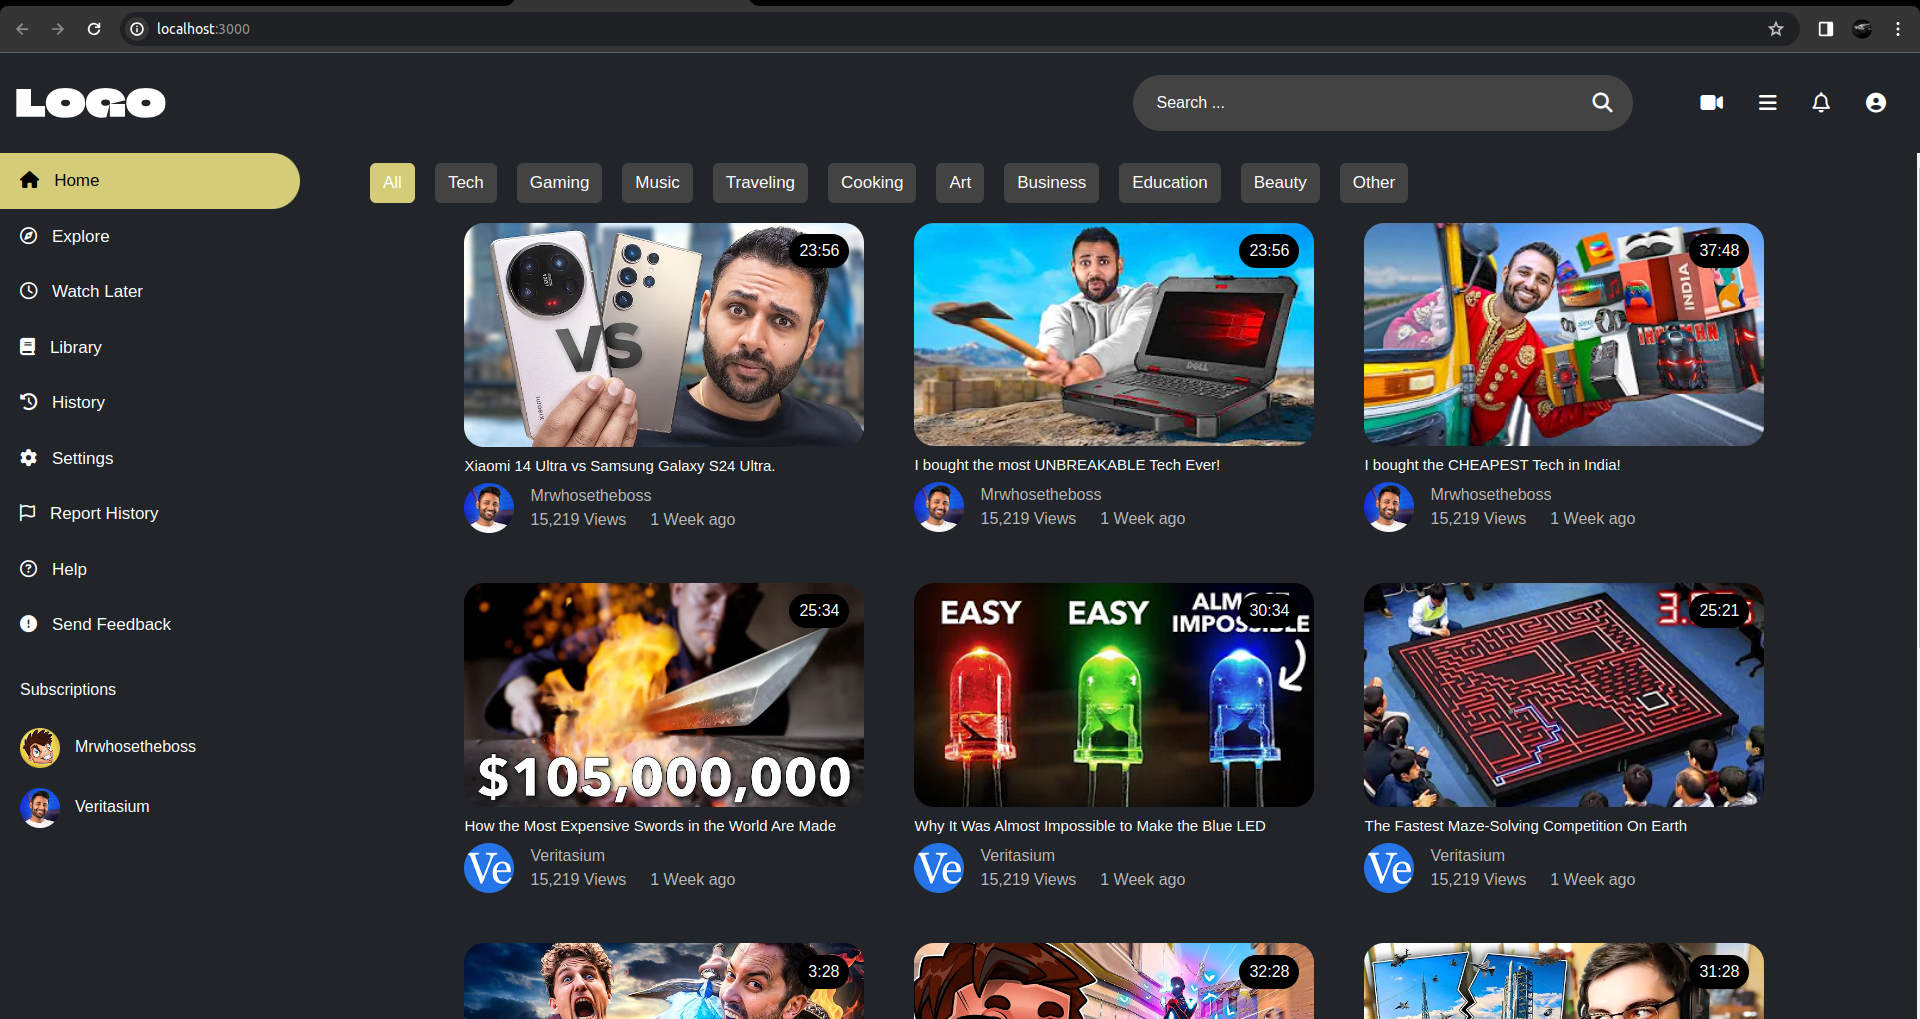 localhost:3000
LOGO
Search ...
Home
Explore
Watch Later
Library
History
Settings
Report History
Help
Send Feedback
Subscriptions
Mrwhosetheboss
Veritasium
All Tech Gaming Music Traveling Cooking Art Business Education Beauty Other
VS
XIAOMI
23:56
Xiaomi 14 Ultra vs Samsung Galaxy S24 Ultra.
Mrwhosetheboss
15,219 Views 1 Week ago
DELL
23:56
I bought the most UNBREAKABLE Tech Ever!
Mrwhosetheboss
15,219 Views 1 Week ago
37:48
INDIA
I bought the CHEAPEST Tech in India!
Mrwhosetheboss
15,219 Views 1 Week ago
25:34
$105,000,000
How the Most Expensive Swords in the World Are Made
Ve
Veritasium
15,219 Views 1 Week ago
EASY EASY
30:34
Why It Was Almost Impossible to Make the Blue LED
Ve
Veritasium
15,219 Views 1 Week ago
25:21
The Fastest Maze-Solving Competition On Earth
Ve
Veritasium
15,219 Views 1 Week ago
3:28
32:28
31:28